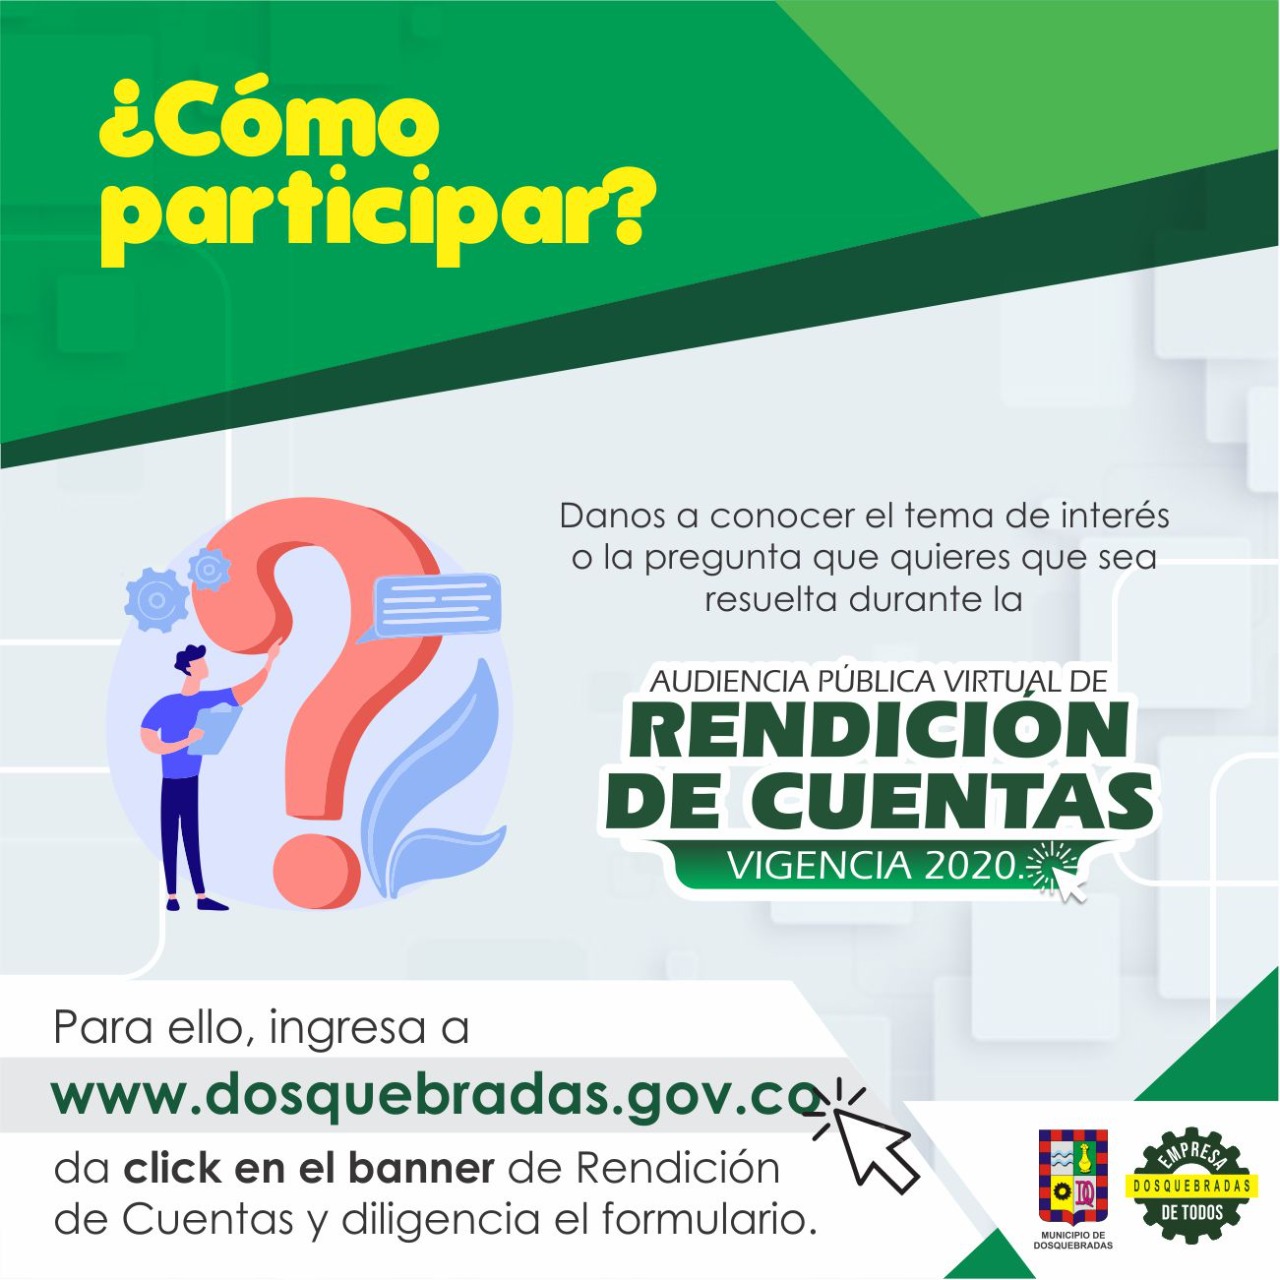 ¿Cómo
participar?
Danos a conocer el tema de interés
o la pregunta que quieres que sea
resuelta durante la
AUDIENCIA PÚBLICA VIRTUAL DE
RENDICIÓN
DE CUENTAS
VIGENCIA 2020.
Para ello, ingresa a
www.dosquebradas.gov.co
da click en el banner de Rendición
de Cuentas y diligencia el formulario.
MUNICIPIO DE
DOSQUEBRADAS
EMPRESA
DOSQUEBRADAS
DE TODOS